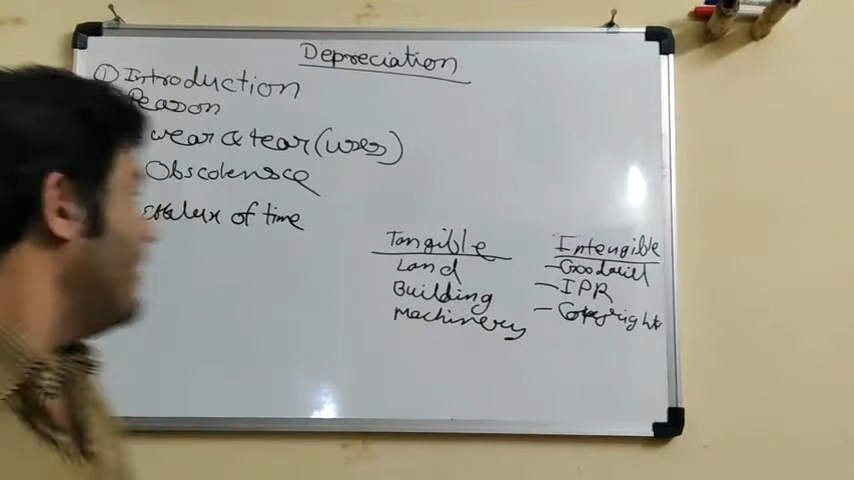 Depreciation
① Introduction
Reason
wear & tear (uses)
Obscolensce
of time
Tangible
Land
Building
Machinery
Intengible
- Goodwill
- IPR
- Copyright